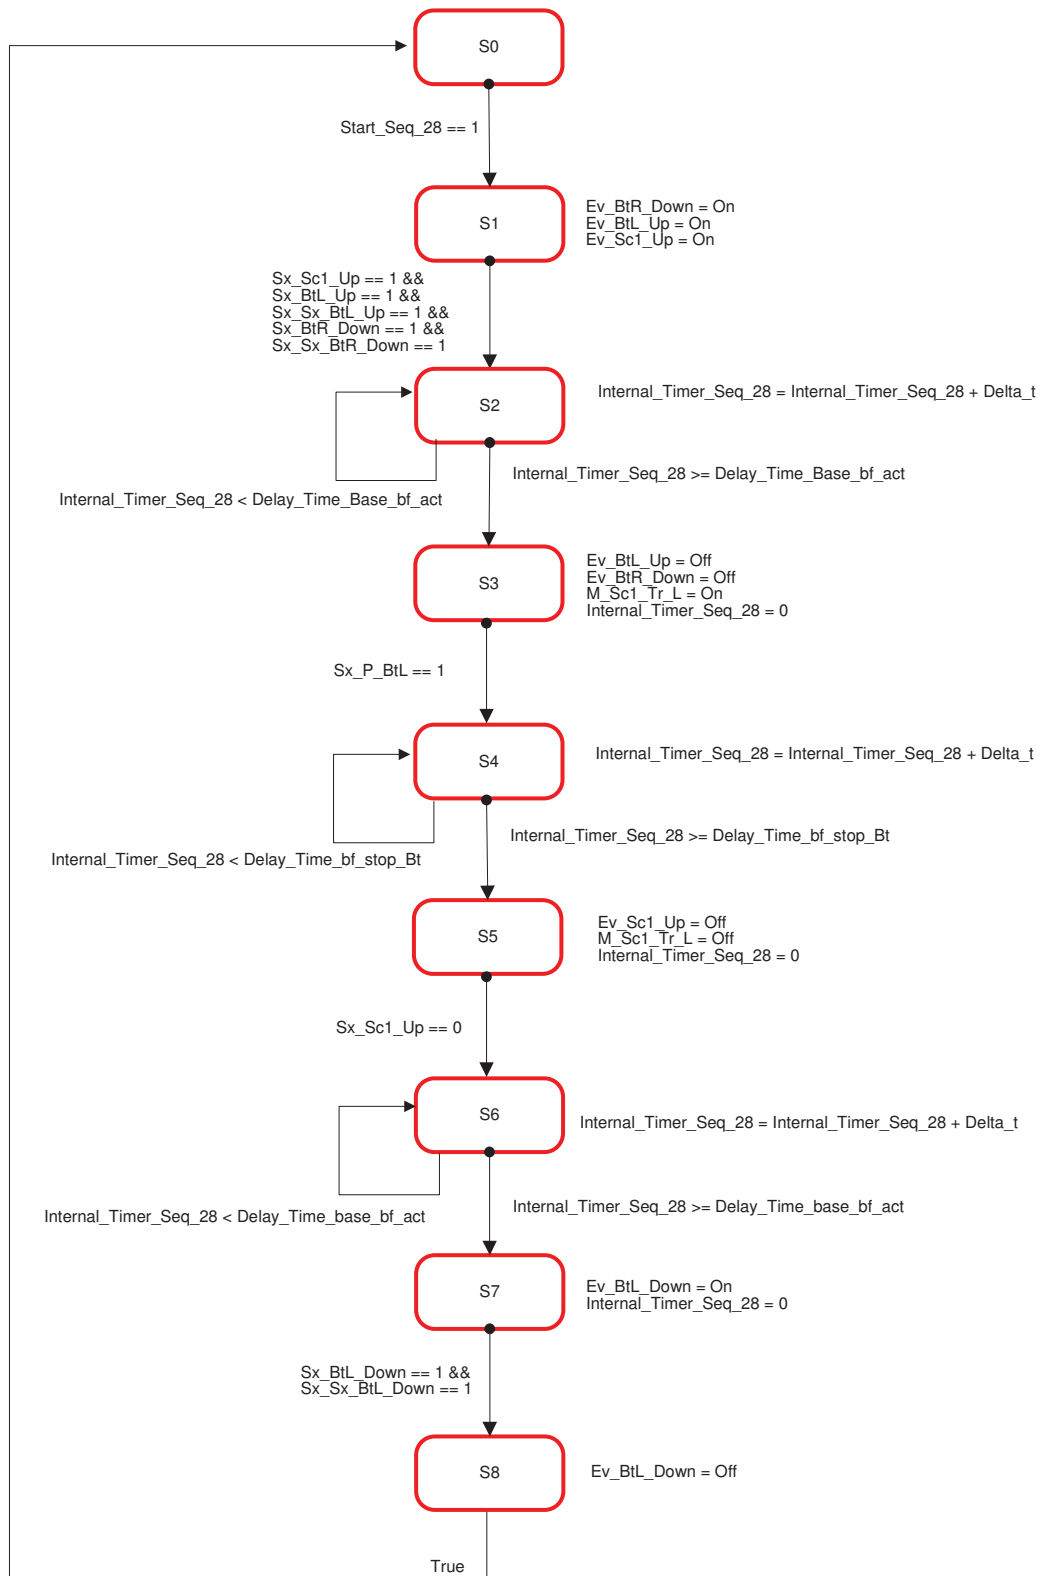 S0
Start_Seq_28 == 1
S1
Ev_BtR_Down = On
Ev_BtL_Up = On
Ev_Sc1_Up = On
Sx_Sc1_Up == 1 &&
Sx_BtL_Up == 1 &&
Sx_Sx_BtL_Up == 1 &&
Sx_BtR_Down == 1 &&
Sx_Sx_BtR_Down == 1
S2
Internal_Timer_Seq_28 = Internal_Timer_Seq_28 + Delta_t
Internal_Timer_Seq_28 >= Delay_Time_Base_bf_act
Internal_Timer_Seq_28 < Delay_Time_Base_bf_act
S3
Ev_BtL_Up = Off
Ev_BtR_Down = Off
M_Sc1_Tr_L = On
Internal_Timer_Seq_28 = 0
Sx_P_BtL == 1
S4
Internal_Timer_Seq_28 = Internal_Timer_Seq_28 + Delta_t
Internal_Timer_Seq_28 >= Delay_Time_bf_stop_Bt
Internal_Timer_Seq_28 < Delay_Time_bf_stop_Bt
S5
Ev_Sc1_Up = Off
M_Sc1_Tr_L = Off
Internal_Timer_Seq_28 = 0
Sx_Sc1_Up == 0
S6
Internal_Timer_Seq_28 = Internal_Timer_Seq_28 + Delta_t
Internal_Timer_Seq_28 >= Delay_Time_base_bf_act
Internal_Timer_Seq_28 < Delay_Time_base_bf_act
S7
Ev_BtL_Down = On
Internal_Timer_Seq_28 = 0
Sx_BtL_Down == 1 &&
Sx_Sx_BtL_Down == 1
S8
Ev_BtL_Down = Off
True